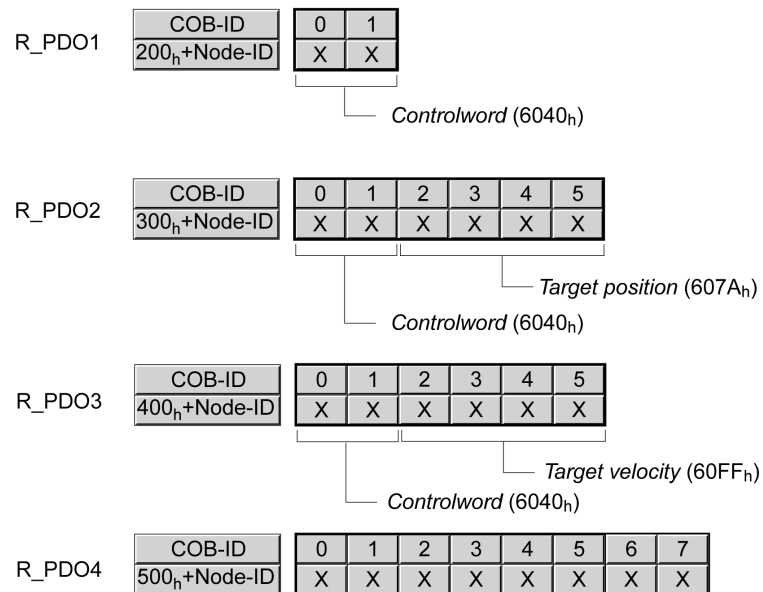 R_PDO1
COB-ID 0 1
200h+Node-ID X X
Controlword (6040h)
R_PDO2
COB-ID 0 1 2 3 4 5
300h+Node-ID X X X X X X
Target position (607Ah)
Controlword (6040h)
R_PDO3
COB-ID 0 1 2 3 4 5
400h+Node-ID X X X X X X
Target velocity (60FFh)
Controlword (6040h)
R_PDO4
COB-ID 0 1 2 3 4 5 6 7
500h+Node-ID X X X X X X X X